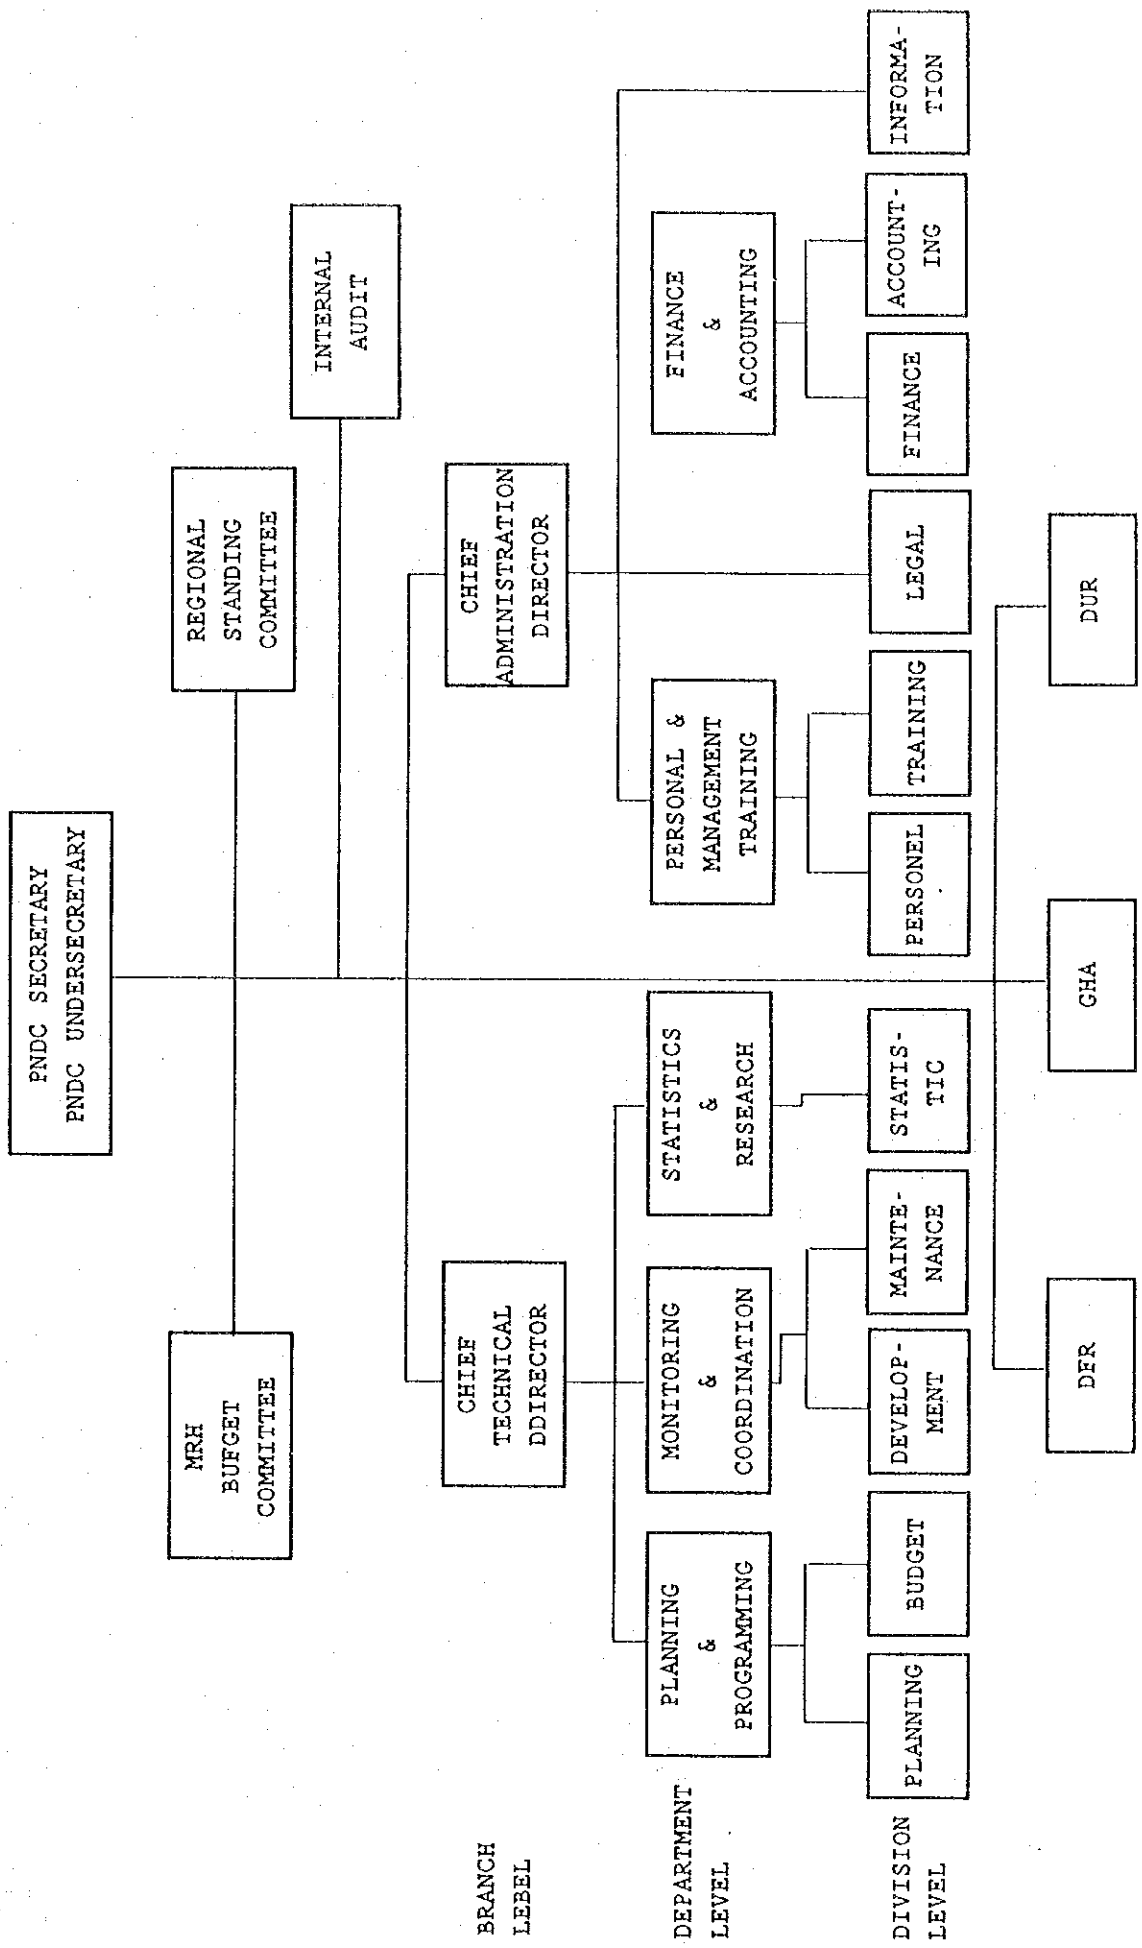 PNDC SECRETARY
PNDC UNDERSECRETARY
MRH
BUFGET
COMMITTEE
REGIONAL
STANDING
COMMITTEE
INTERNAL
AUDIT
BRANCH
LEBEL
CHIEF
TECHNICAL
DDIRECTOR
CHIEF
ADMINISTRATION
DIRECTOR
DEPARTMENT
LEVEL
PLANNING
&
PROGRAMMING
MONITORING
&
COORDINATION
STATISTICS
&
RESEARCH
PERSONAL &
MANAGEMENT
TRAINING
FINANCE
&
ACCOUNTING
DIVISION
LEVEL
PLANNING
BUDGET
DEVELOP-
MENT
MAINTE-
NANCE
STATIS-
TIC
PERSONEL
TRAINING
LEGAL
FINANCE
ACCOUNT-
ING
INFORMA-
TION
DFR
GHA
DUR